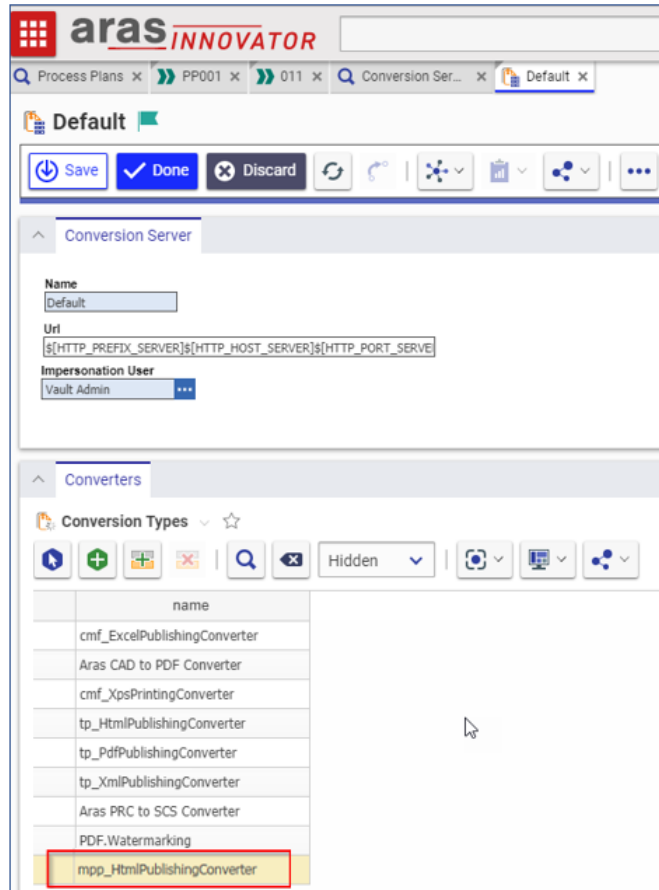 aras INNOVATOR
Process Plans PP001 011 Conversion Ser... Default
Default
Save Done Discard
Conversion Server
Name
Default
Url
$[HTTP_PREFIX_SERVER]$[HTTP_HOST_SERVER]$[HTTP_PORT_SERVE
Impersonation User
Vault Admin
Converters
Conversion Types
Hidden
name
cmf_ExcelPublishingConverter
Aras CAD to PDF Converter
cmf_XpsPrintingConverter
tp_HtmlPublishingConverter
tp_PdfPublishingConverter
tp_XmlPublishingConverter
Aras PRC to SCS Converter
PDF.Watermarking
mpp_HtmlPublishingConverter